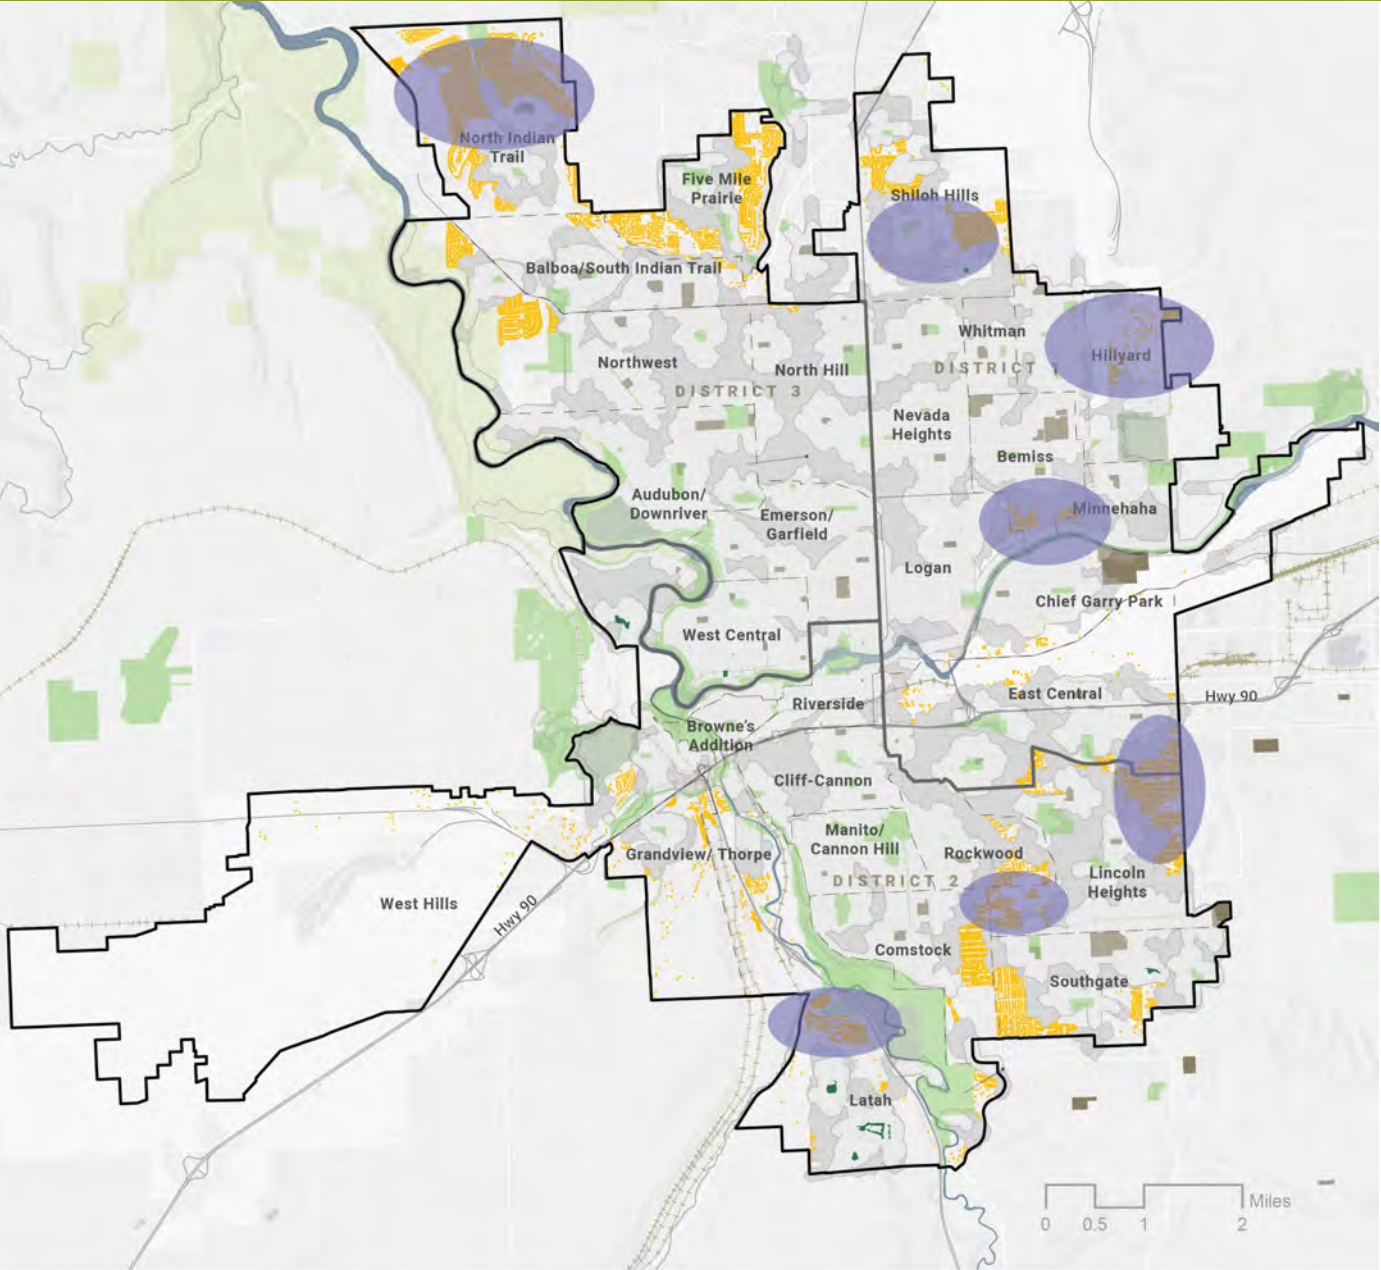 North Indian
Trail
Five Mile
Prairie
Shiloh Hills
Balboa/South Indian Trail
Whitman
Hillyard
Northwest
North Hill
DISTRICT 1
DISTRICT 3
Nevada
Heights
Bemiss
Audubon/
Downriver
Emerson/
Garfield
Minnehaha
Logan
Chief Garry Park
West Central
East Central
Hwy 90
Riverside
Browne's
Addition
Cliff-Cannon
Manito/
Cannon Hill
Rockwood
Grandview/ Thorpe
Lincoln
Heights
DISTRICT 2
West Hills
Hwy 90
Comstock
Southgate
Latah
Miles
0 0.5 1 2